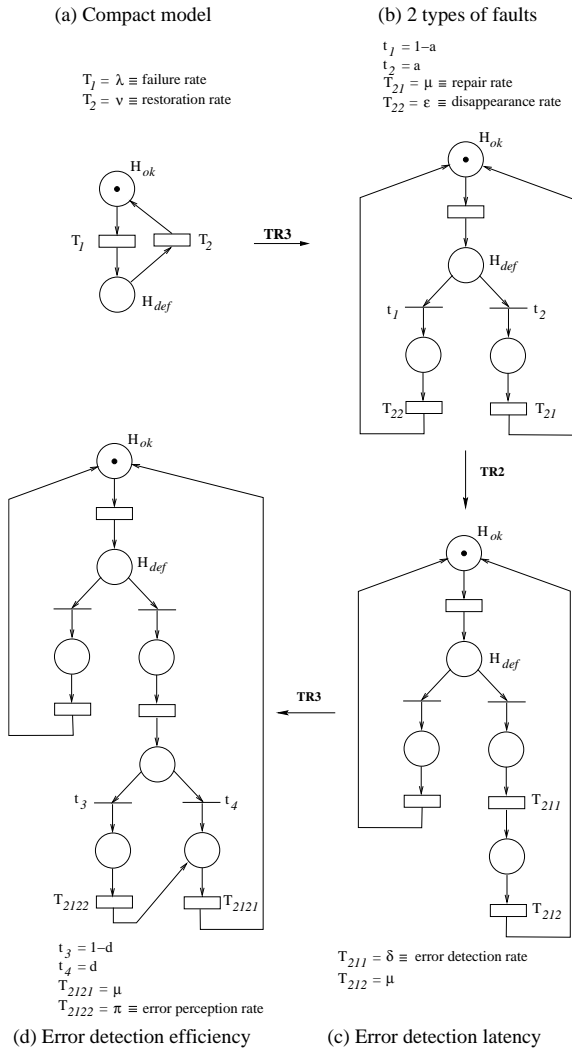 (a) Compact model
T1 = λ ≡ failure rate
T2 = ν ≡ restoration rate
Hok
T1
T2
Hdef
TR3
(b) 2 types of faults
t1 = 1–a
t2 = a
T21 = μ ≡ repair rate
T22 = ε ≡ disappearance rate
Hok
Hdef
t1
t2
T22
T21
TR2
Hok
Hdef
T211
T212
T211 = δ ≡ error detection rate
T212 = μ
(c) Error detection latency
TR3
Hok
Hdef
t3
t4
T2122
T2121
t3 = 1–d
t4 = d
T2121 = μ
T2122 = π ≡ error perception rate
(d) Error detection efficiency